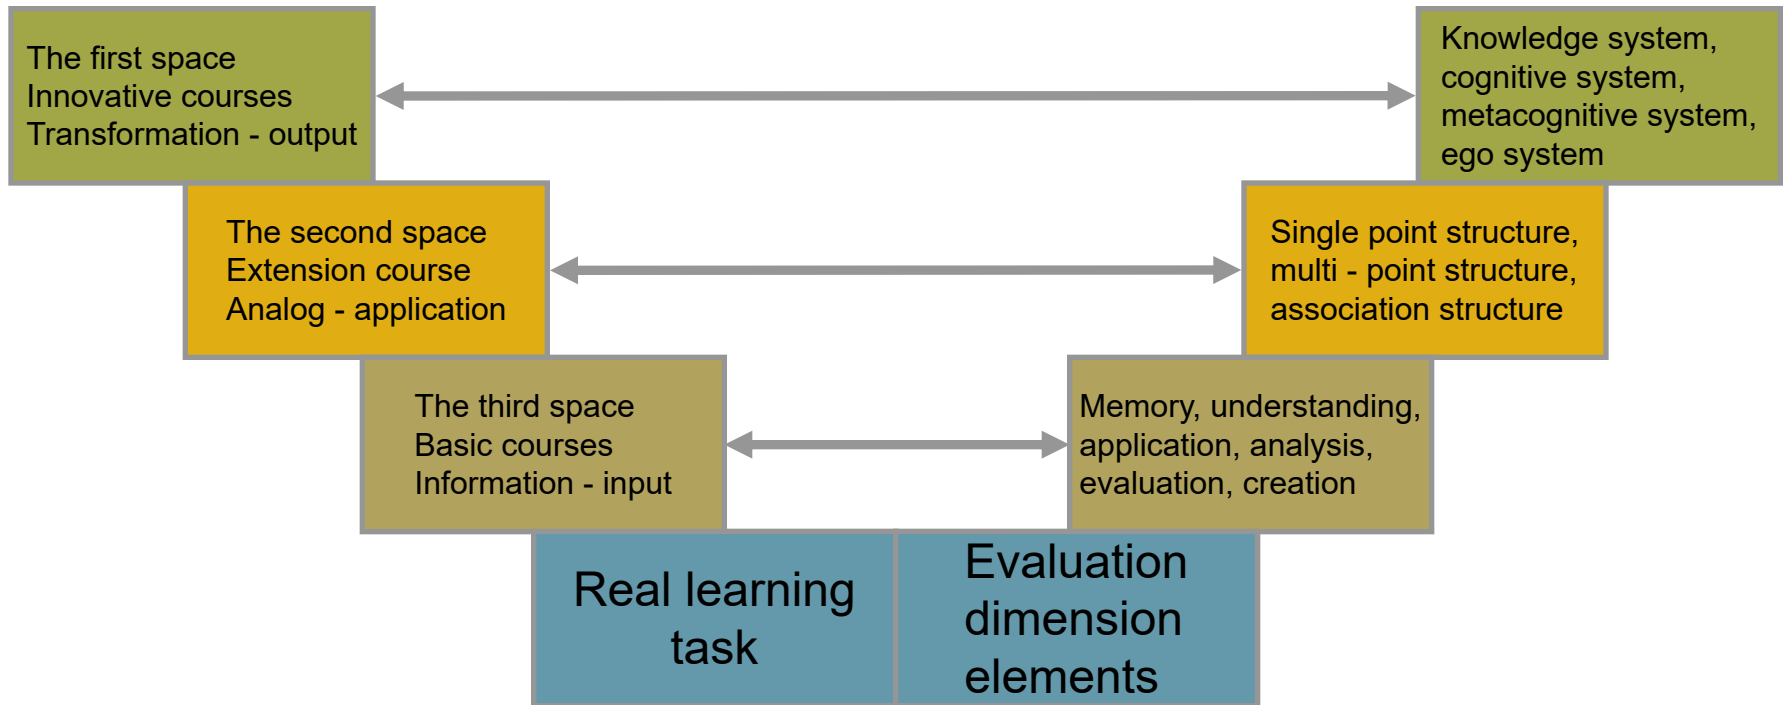 The first space
Innovative courses
Transformation - output
Knowledge system,
cognitive system,
metacognitive system,
ego system
The second space
Extension course
Analog - application
Single point structure,
multi - point structure,
association structure
The third space
Basic courses
Information - input
Memory, understanding,
application, analysis,
evaluation, creation
Real learning
task
Evaluation
dimension
elements